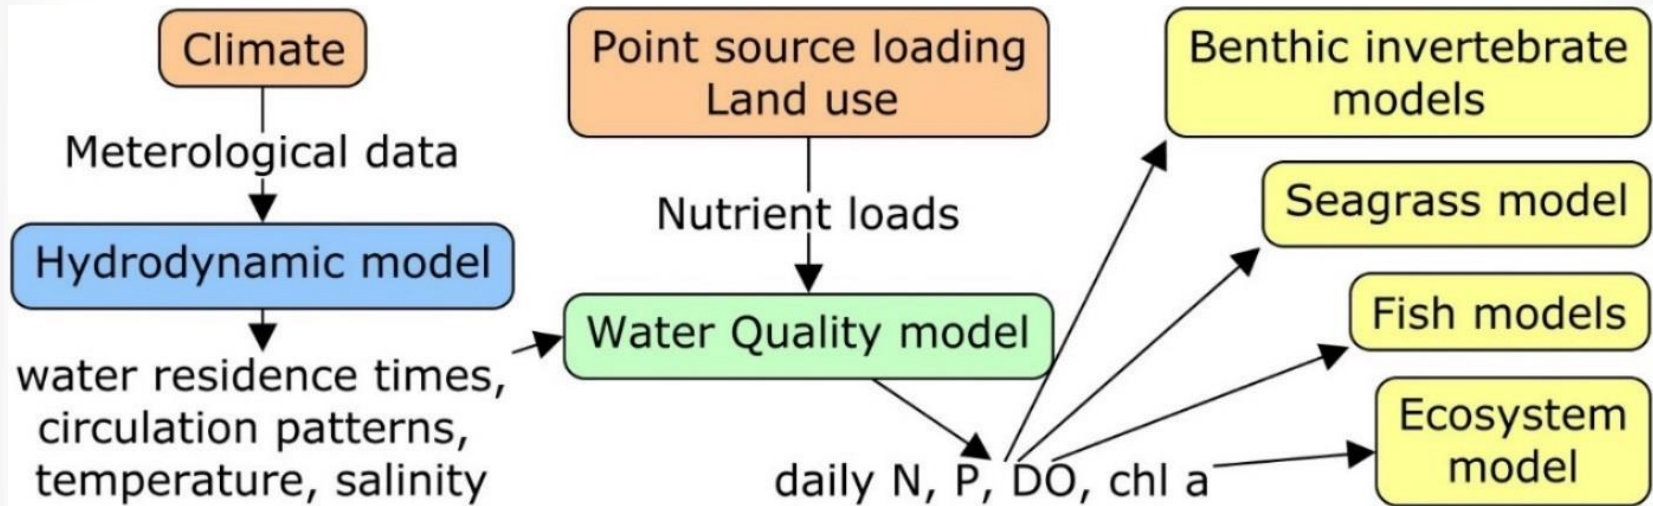 Climate
Meterological data
Hydrodynamic model
water residence times,
circulation patterns,
temperature, salinity
Point source loading
Land use
Nutrient loads
Water Quality model
daily N, P, DO, chl a
Benthic invertebrate
models
Seagrass model
Fish models
Ecosystem
model